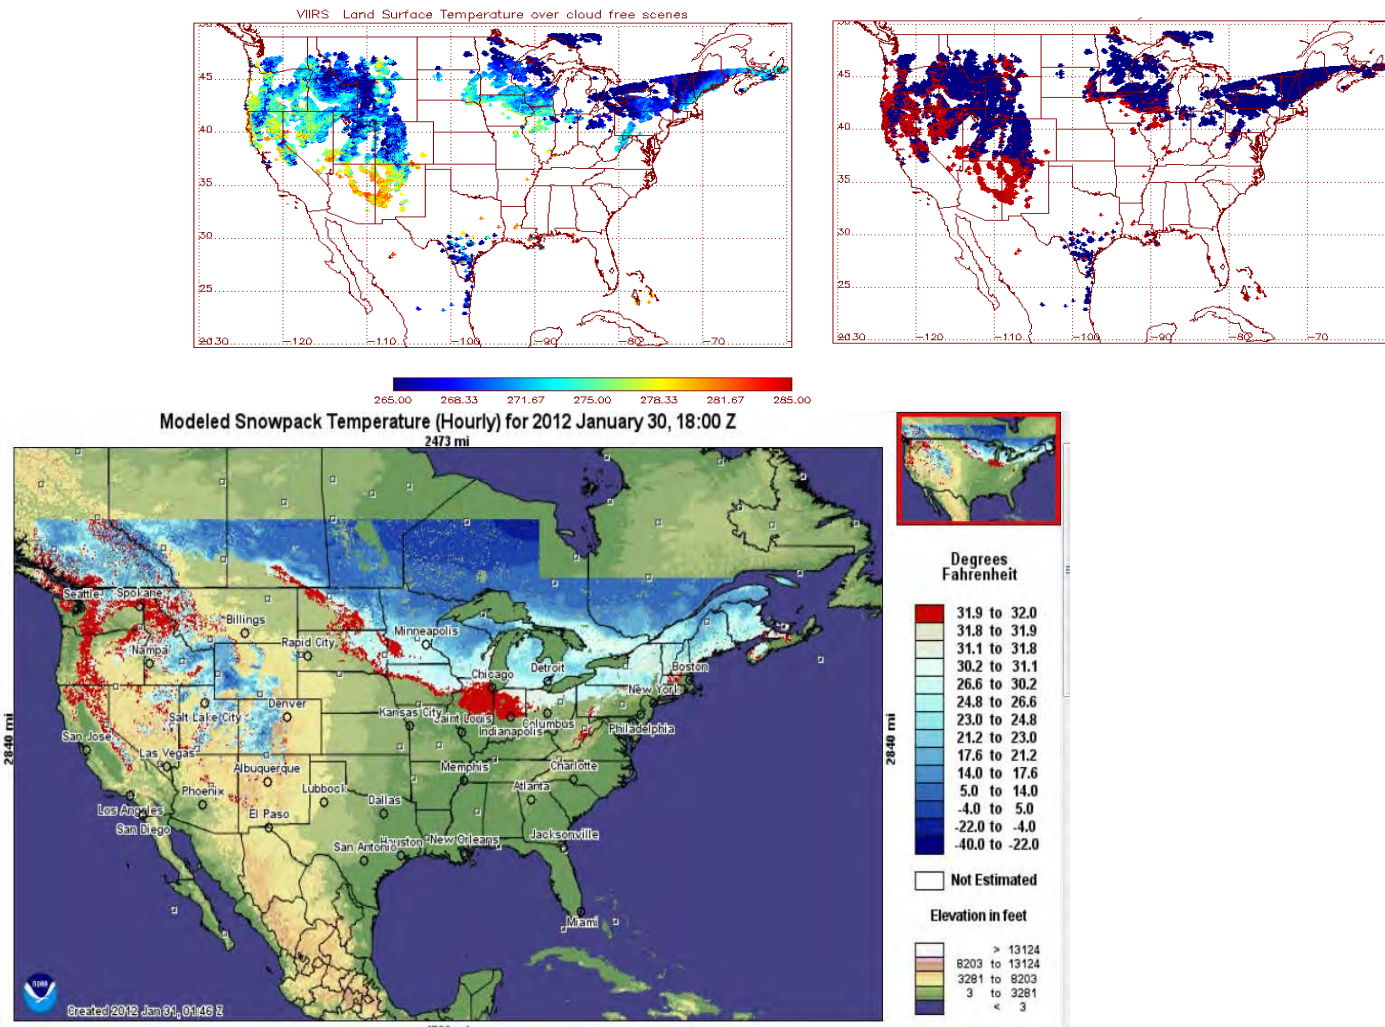 VIIRS Land Surface Temperature over cloud free scenes
45
40
35
30
25
20
-130
-120
-110
-100
-90
-80
-70
45
40
35
30
25
20
-130
-120
-110
-100
-90
-80
-70
265.00 268.33 271.67 275.00 278.33 281.67 285.00
Modeled Snowpack Temperature (Hourly) for 2012 January 30, 18:00 Z
2473 mi
2840 mi
2840 mi
Seattle
Spokane
Billings
Nampa
Rapid City
Minneapolis
Salt Lake City
Denver
Chicago
Detroit
Boston
New York
Kansas City
Saint Louis
Indianapolis
Columbus
Philadelphia
San Jose
Las Vegas
Albuquerque
Memphis
Charlotte
Phoenix
Lubbock
Dallas
Atlanta
Los Angeles
San Diego
El Paso
San Antonio
Houston
New Orleans
Jacksonville
Miami
NOAA
Created 2012 Jan 31, 01:46 Z
Degrees
Fahrenheit
31.9 to 32.0
31.8 to 31.9
31.1 to 31.8
30.2 to 31.1
26.6 to 30.2
24.8 to 26.6
23.0 to 24.8
21.2 to 23.0
17.6 to 21.2
14.0 to 17.6
5.0 to 14.0
-4.0 to 5.0
-22.0 to -4.0
-40.0 to -22.0
Not Estimated
Elevation in feet
> 13124
8203 to 13124
3281 to 8203
3 to 3281
< 3